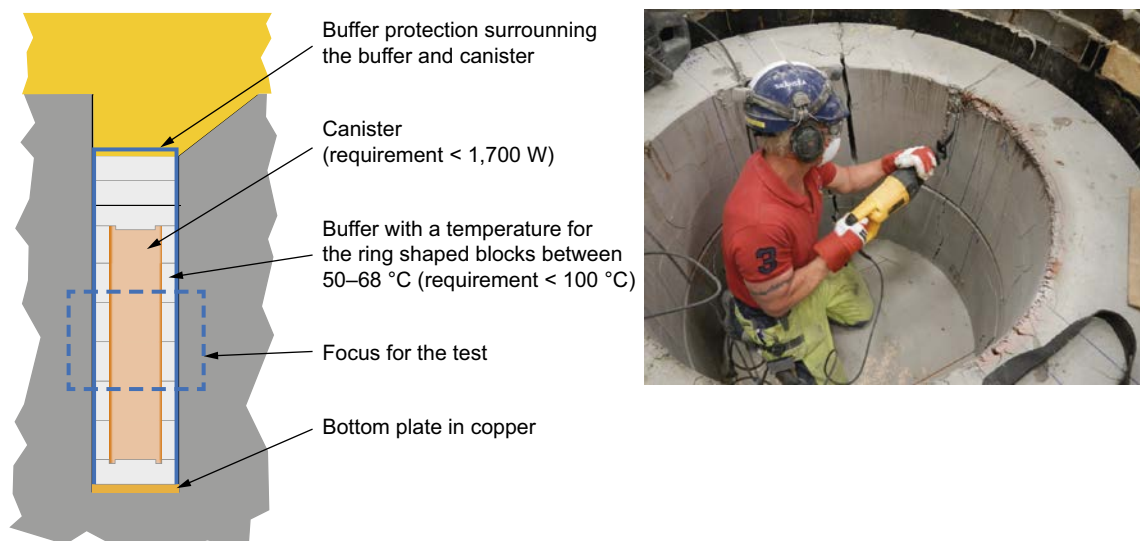 Buffer protection surrounning
the buffer and canister
Canister
(requirement < 1,700 W)
Buffer with a temperature for
the ring shaped blocks between
50–68 °C (requirement < 100 °C)
Focus for the test
Bottom plate in copper
3